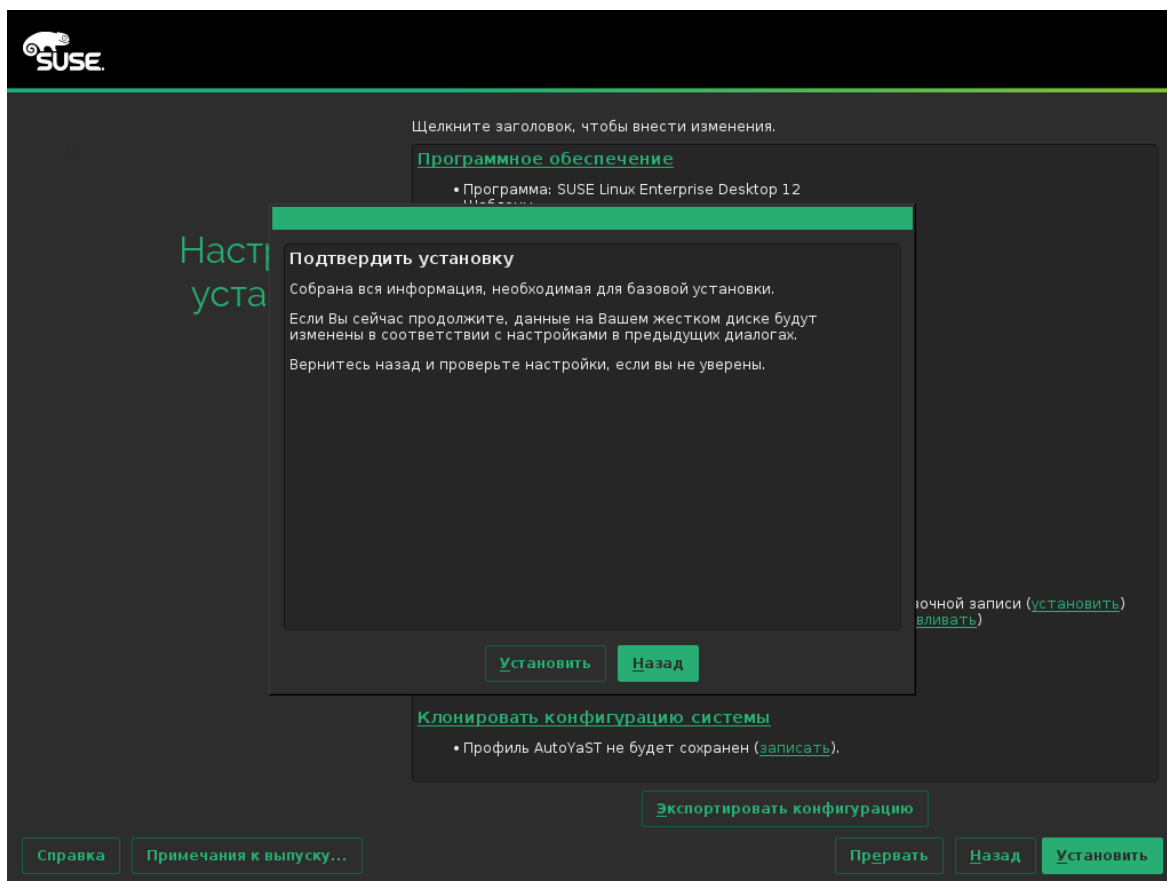 SUSE.
Щелкните заголовок, чтобы внести изменения.
Программное обеспечение
• Программа: SUSE Linux Enterprise Desktop 12
Подтвердить установку
Собрана вся информация, необходимая для базовой установки.
Если Вы сейчас продолжите, данные на Вашем жестком диске будут
изменены в соответствии с настройками в предыдущих диалогах.
Вернитесь назад и проверьте настройки, если вы не уверены.
записи (установить)
Установить Назад
Клонировать конфигурацию системы
• Профиль AutoYaST не будет сохранен (записать).
Экспортировать конфигурацию
Справка Примечания к выпуску... Прервать Назад Установить